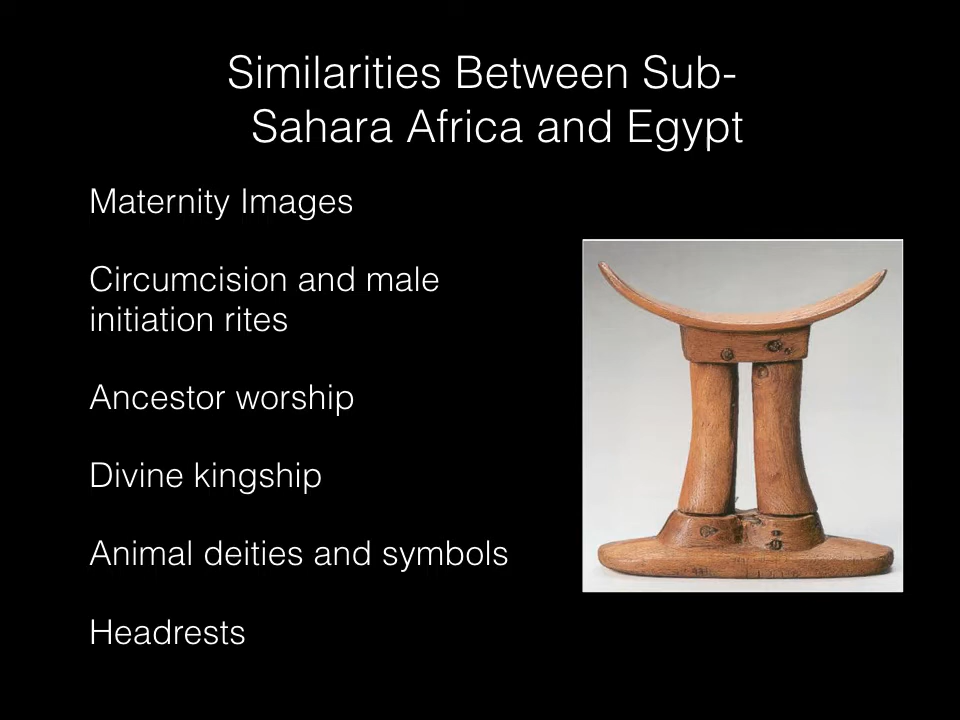 Similarities Between Sub-
Sahara Africa and Egypt
Maternity Images
Circumcision and male
initiation rites
Ancestor worship
Divine kingship
Animal deities and symbols
Headrests